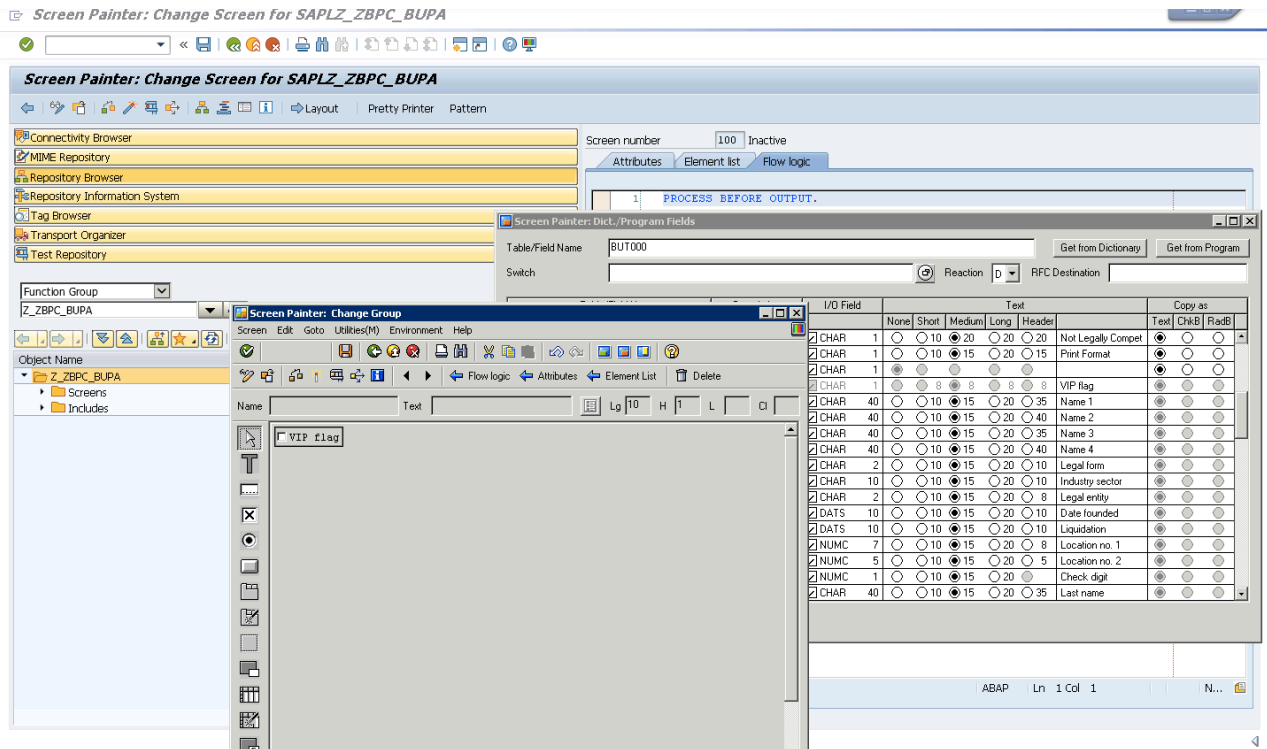 Screen Painter: Change Screen for SAPLZ_ZBPC_BUPA
Screen Painter: Change Screen for SAPLZ_ZBPC_BUPA
Layout Pretty Printer Pattern
Connectivity Browser
MIME Repository
Repository Browser
Repository Information System
Tag Browser
Transport Organizer
Test Repository
Function Group
Z_ZBPC_BUPA
Object Name
Z_ZBPC_BUPA
Screens
Includes
Screen number 100 Inactive
Attributes Element list Flow logic
1 PROCESS BEFORE OUTPUT.
Screen Painter: Dict./Program Fields
Table/Field Name BUT000 Get from Dictionary Get from Program
Switch Reaction D RFC Destination
I/O Field Text Copy as
None Short Medium Long Header Text ChkB RadB
CHAR 1 10 20 20 20 Not Legally Compet
CHAR 1 10 15 20 15 Print Format
CHAR 1
CHAR 1 8 8 8 8 VIP flag
CHAR 40 10 15 20 35 Name 1
CHAR 40 10 15 20 40 Name 2
CHAR 40 10 15 20 35 Name 3
CHAR 40 10 15 20 40 Name 4
CHAR 2 10 15 20 10 Legal form
CHAR 10 10 15 20 10 Industry sector
CHAR 2 10 15 20 8 Legal entity
DATS 10 10 15 20 10 Date founded
DATS 10 10 15 20 10 Liquidation
NUMC 7 10 15 20 8 Location no. 1
NUMC 5 10 15 20 5 Location no. 2
NUMC 1 10 15 20 Check digit
CHAR 40 10 15 20 35 Last name
Screen Painter: Change Group
Screen Edit Goto Utilities(M) Environment Help
Flow logic Attributes Element List Delete
Name Text Lg 10 H 1 L Cl
VIP flag
ABAP Ln 1 Col 1 N...